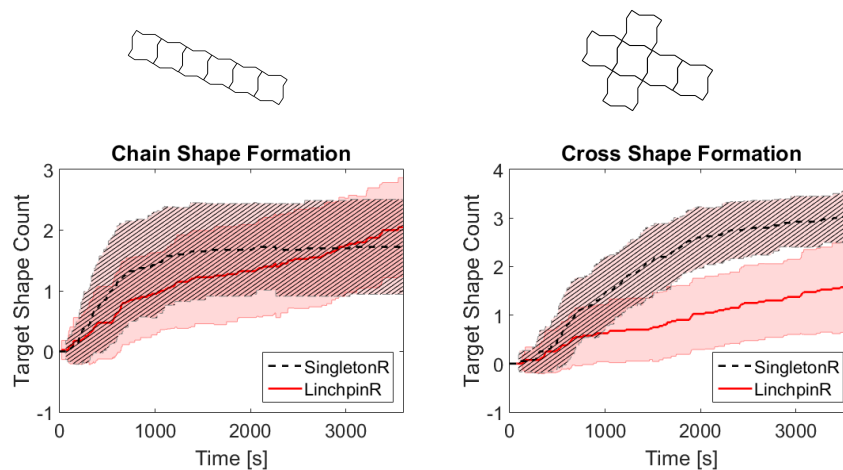 Chain Shape Formation
3
2
1
0
-1
Target Shape Count
0
1000
2000
3000
Time [s]
SingletonR
LinchpinR
Cross Shape Formation
4
3
2
1
0
-1
Target Shape Count
0
1000
2000
3000
Time [s]
SingletonR
LinchpinR